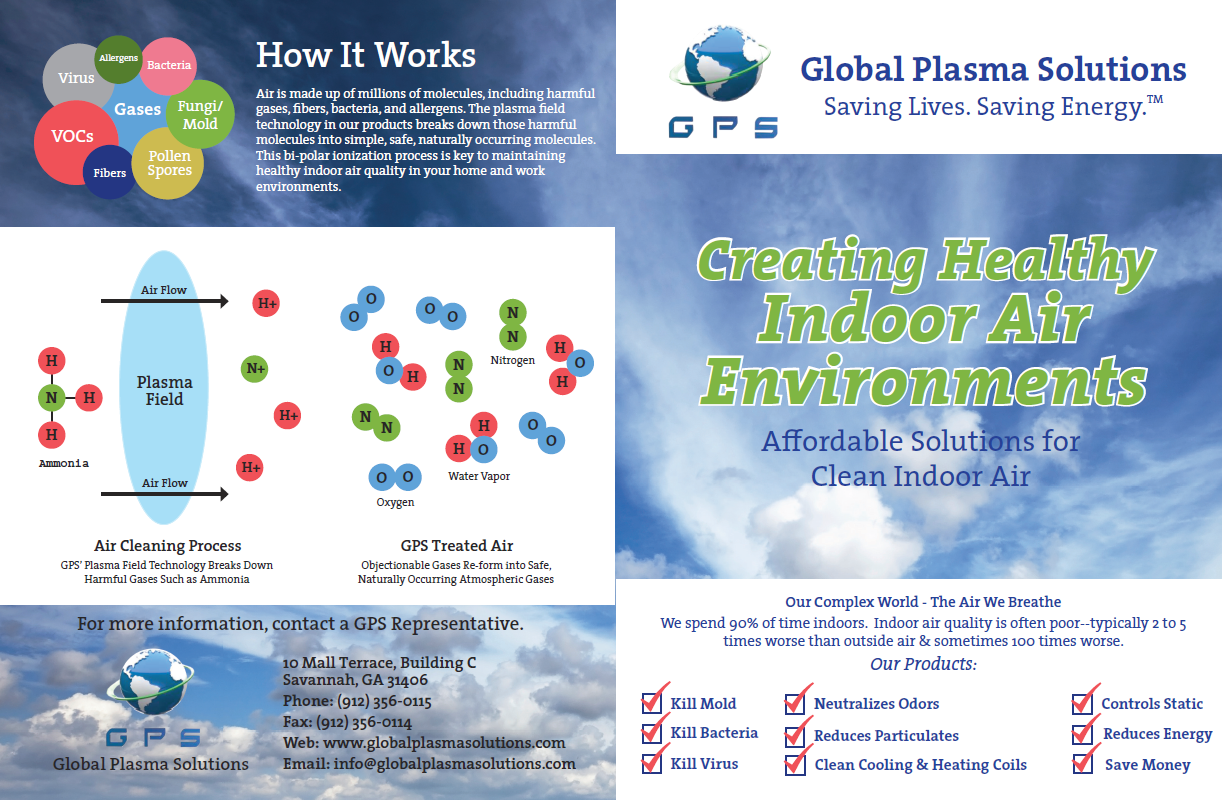 Virus
Allergens
Bacteria
Gases
Fungi/
Mold
VOCs
Fibers
Pollen
Spores
How It Works
Air is made up of millions of molecules, including harmful
gases, fibers, bacteria, and allergens. The plasma field
technology in our products breaks down those harmful
molecules into simple, safe, naturally occurring molecules.
This bi-polar ionization process is key to maintaining
healthy indoor air quality in your home and work
environments.
Air Flow
H+
H
N H
H
Ammonia
Plasma
Field
N+
H+
H+
Air Flow
O
O
O
O
N
N
Nitrogen
H
O
H
N
N
H
O
H
N
N
H
H O
Water Vapor
O
O
O O
Oxygen
Air Cleaning Process
GPS' Plasma Field Technology Breaks Down
Harmful Gases Such as Ammonia
GPS Treated Air
Objectionable Gases Re-form into Safe,
Naturally Occurring Atmospheric Gases
For more information, contact a GPS Representative.
GPS
Global Plasma Solutions
10 Mall Terrace, Building C
Savannah, GA 31406
Phone: (912) 356-0115
Fax: (912) 356-0114
Web: www.globalplasmasolutions.com
Email: info@globalplasmasolutions.com
GPS
Global Plasma Solutions
Saving Lives. Saving Energy.™
Creating Healthy
Indoor Air
Environments
Affordable Solutions for
Clean Indoor Air
Our Complex World - The Air We Breathe
We spend 90% of time indoors. Indoor air quality is often poor--typically 2 to 5
times worse than outside air & sometimes 100 times worse.
Our Products:
Kill Mold
Kill Bacteria
Kill Virus
Neutralizes Odors
Reduces Particulates
Clean Cooling & Heating Coils
Controls Static
Reduces Energy
Save Money